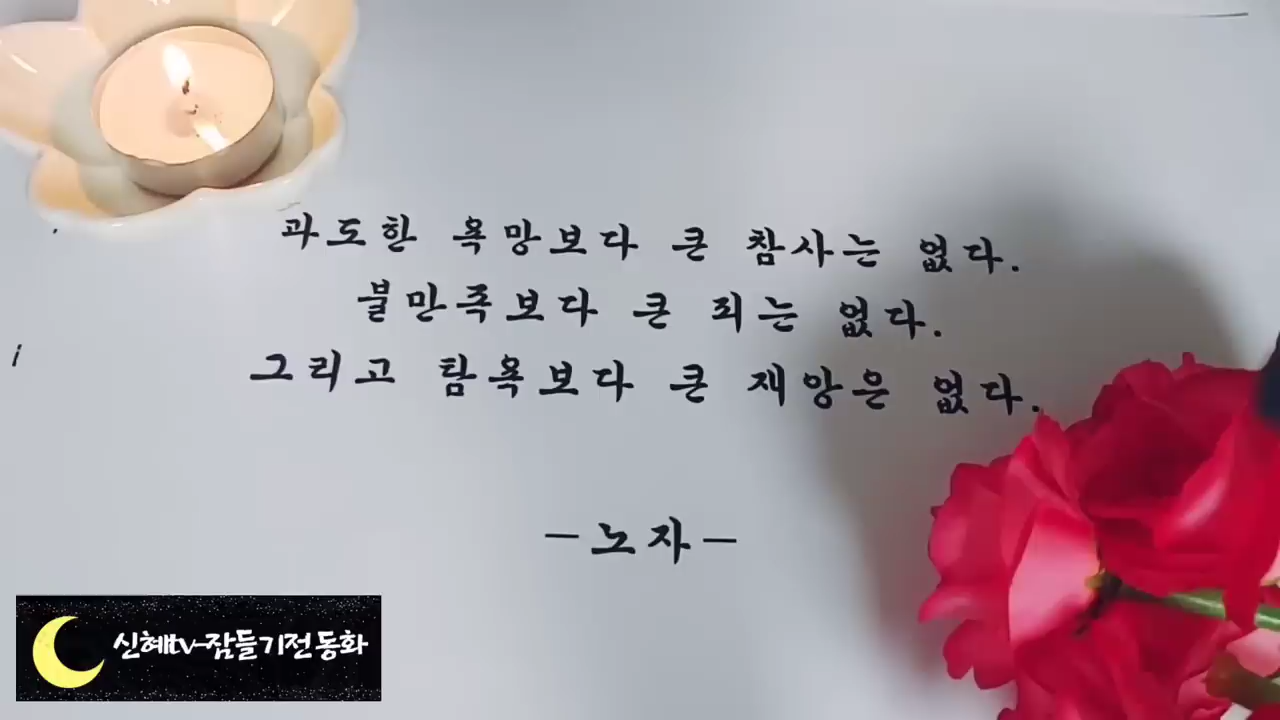 과도한 욕망보다 큰 참사는 없다.
불만족보다 큰 죄는 없다.
그리고 탐욕보다 큰 재앙은 없다.
-노자-
신혜tv-잠들기전 동화